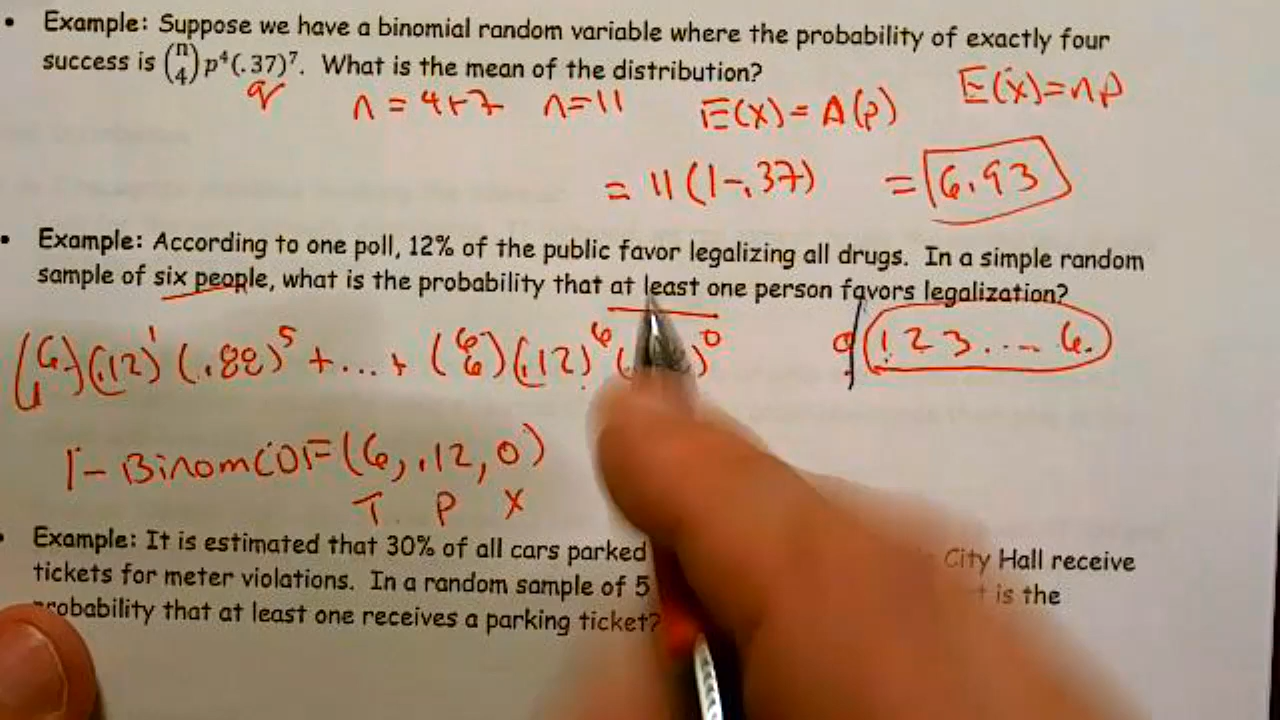 • Example: Suppose we have a binomial random variable where the probability of exactly four
success is (n 4) p⁴(.37)⁷. What is the mean of the distribution?
q n = 4+7 n=11 E(x) = n(p) E(x)=np
= 11(1-.37) = 6.93
• Example: According to one poll, 12% of the public favor legalizing all drugs. In a simple random
sample of six people, what is the probability that at least one person favors legalization?
(6 1)(.12)¹(.88)⁵ + ... + (6 6)(.12)⁶( )⁰ 0 1 2 3 .... 6.
1- BinomCDF(6, .12, 0)
T P X
• Example: It is estimated that 30% of all cars parked City Hall receive
tickets for meter violations. In a random sample of 5 is the
probability that at least one receives a parking ticket?